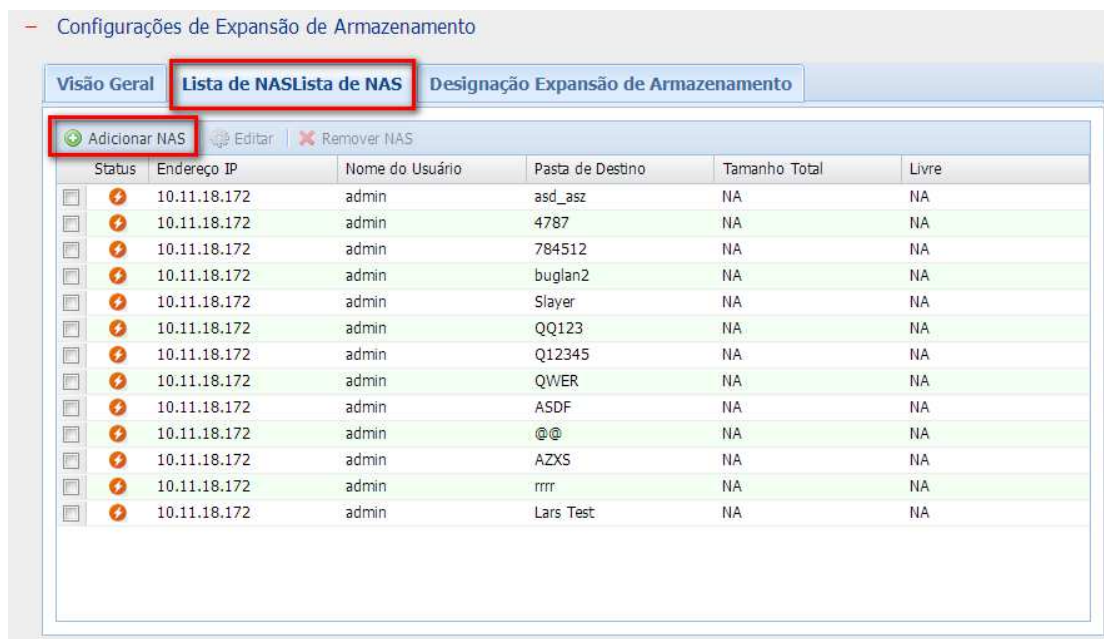 − Configurações de Expansão de Armazenamento
Visão Geral Lista de NASLista de NAS Designação Expansão de Armazenamento
Adicionar NAS Editar Remover NAS
Status Endereço IP Nome do Usuário Pasta de Destino Tamanho Total Livre
10.11.18.172 admin asd_asz NA NA
10.11.18.172 admin 4787 NA NA
10.11.18.172 admin 784512 NA NA
10.11.18.172 admin buglan2 NA NA
10.11.18.172 admin Slayer NA NA
10.11.18.172 admin QQ123 NA NA
10.11.18.172 admin Q12345 NA NA
10.11.18.172 admin QWER NA NA
10.11.18.172 admin ASDF NA NA
10.11.18.172 admin @@ NA NA
10.11.18.172 admin AZXS NA NA
10.11.18.172 admin rrrr NA NA
10.11.18.172 admin Lars Test NA NA